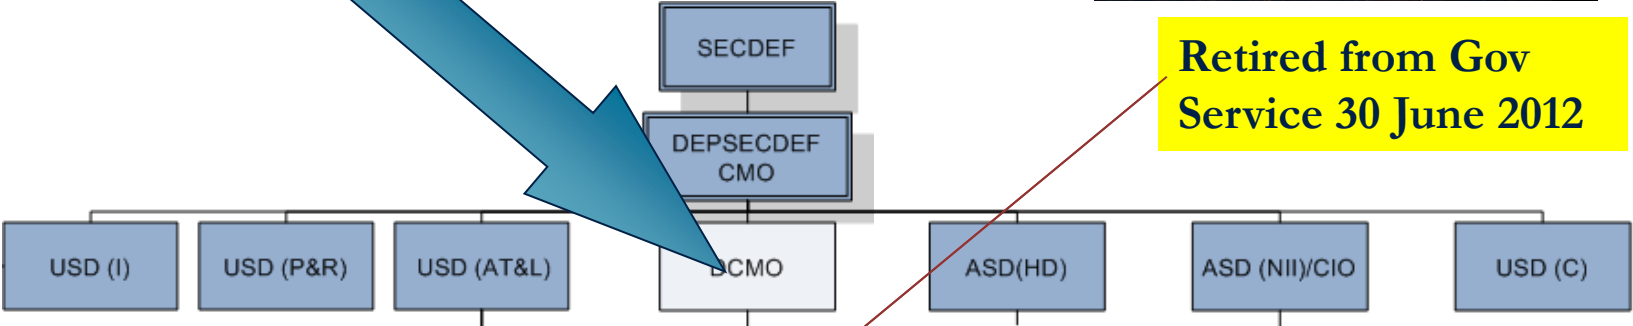 SECDEF
Retired from Gov
Service 30 June 2012
DEPSECDEF
CMO
USD (I)
USD (P&R)
USD (AT&L)
DCMO
ASD(HD)
ASD (NII)/CIO
USD (C)